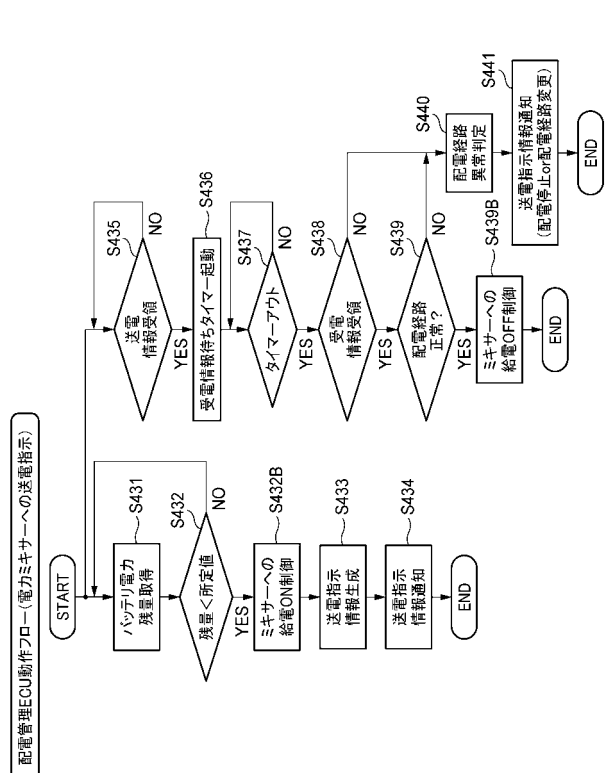 配電管理ECU動作フロー(電力ミキサーへの送電指示)
START
バッテリ電力
残量取得
S431
残量<所定値
S432
NO
YES
ミキサーへの
給電ON制御
S432B
送電指示
情報生成
S433
送電指示
情報通知
S434
END
送電
情報受領
S435
NO
YES
受電情報待ちタイマー起動
S436
タイマーアウト
S437
NO
YES
受電
情報受領
S438
NO
YES
配電経路
正常?
S439
NO
YES
ミキサーへの
給電OFF制御
S439B
END
配電経路
異常判定
S440
送電指示情報通知
(配電停止or配電経路変更)
S441
END